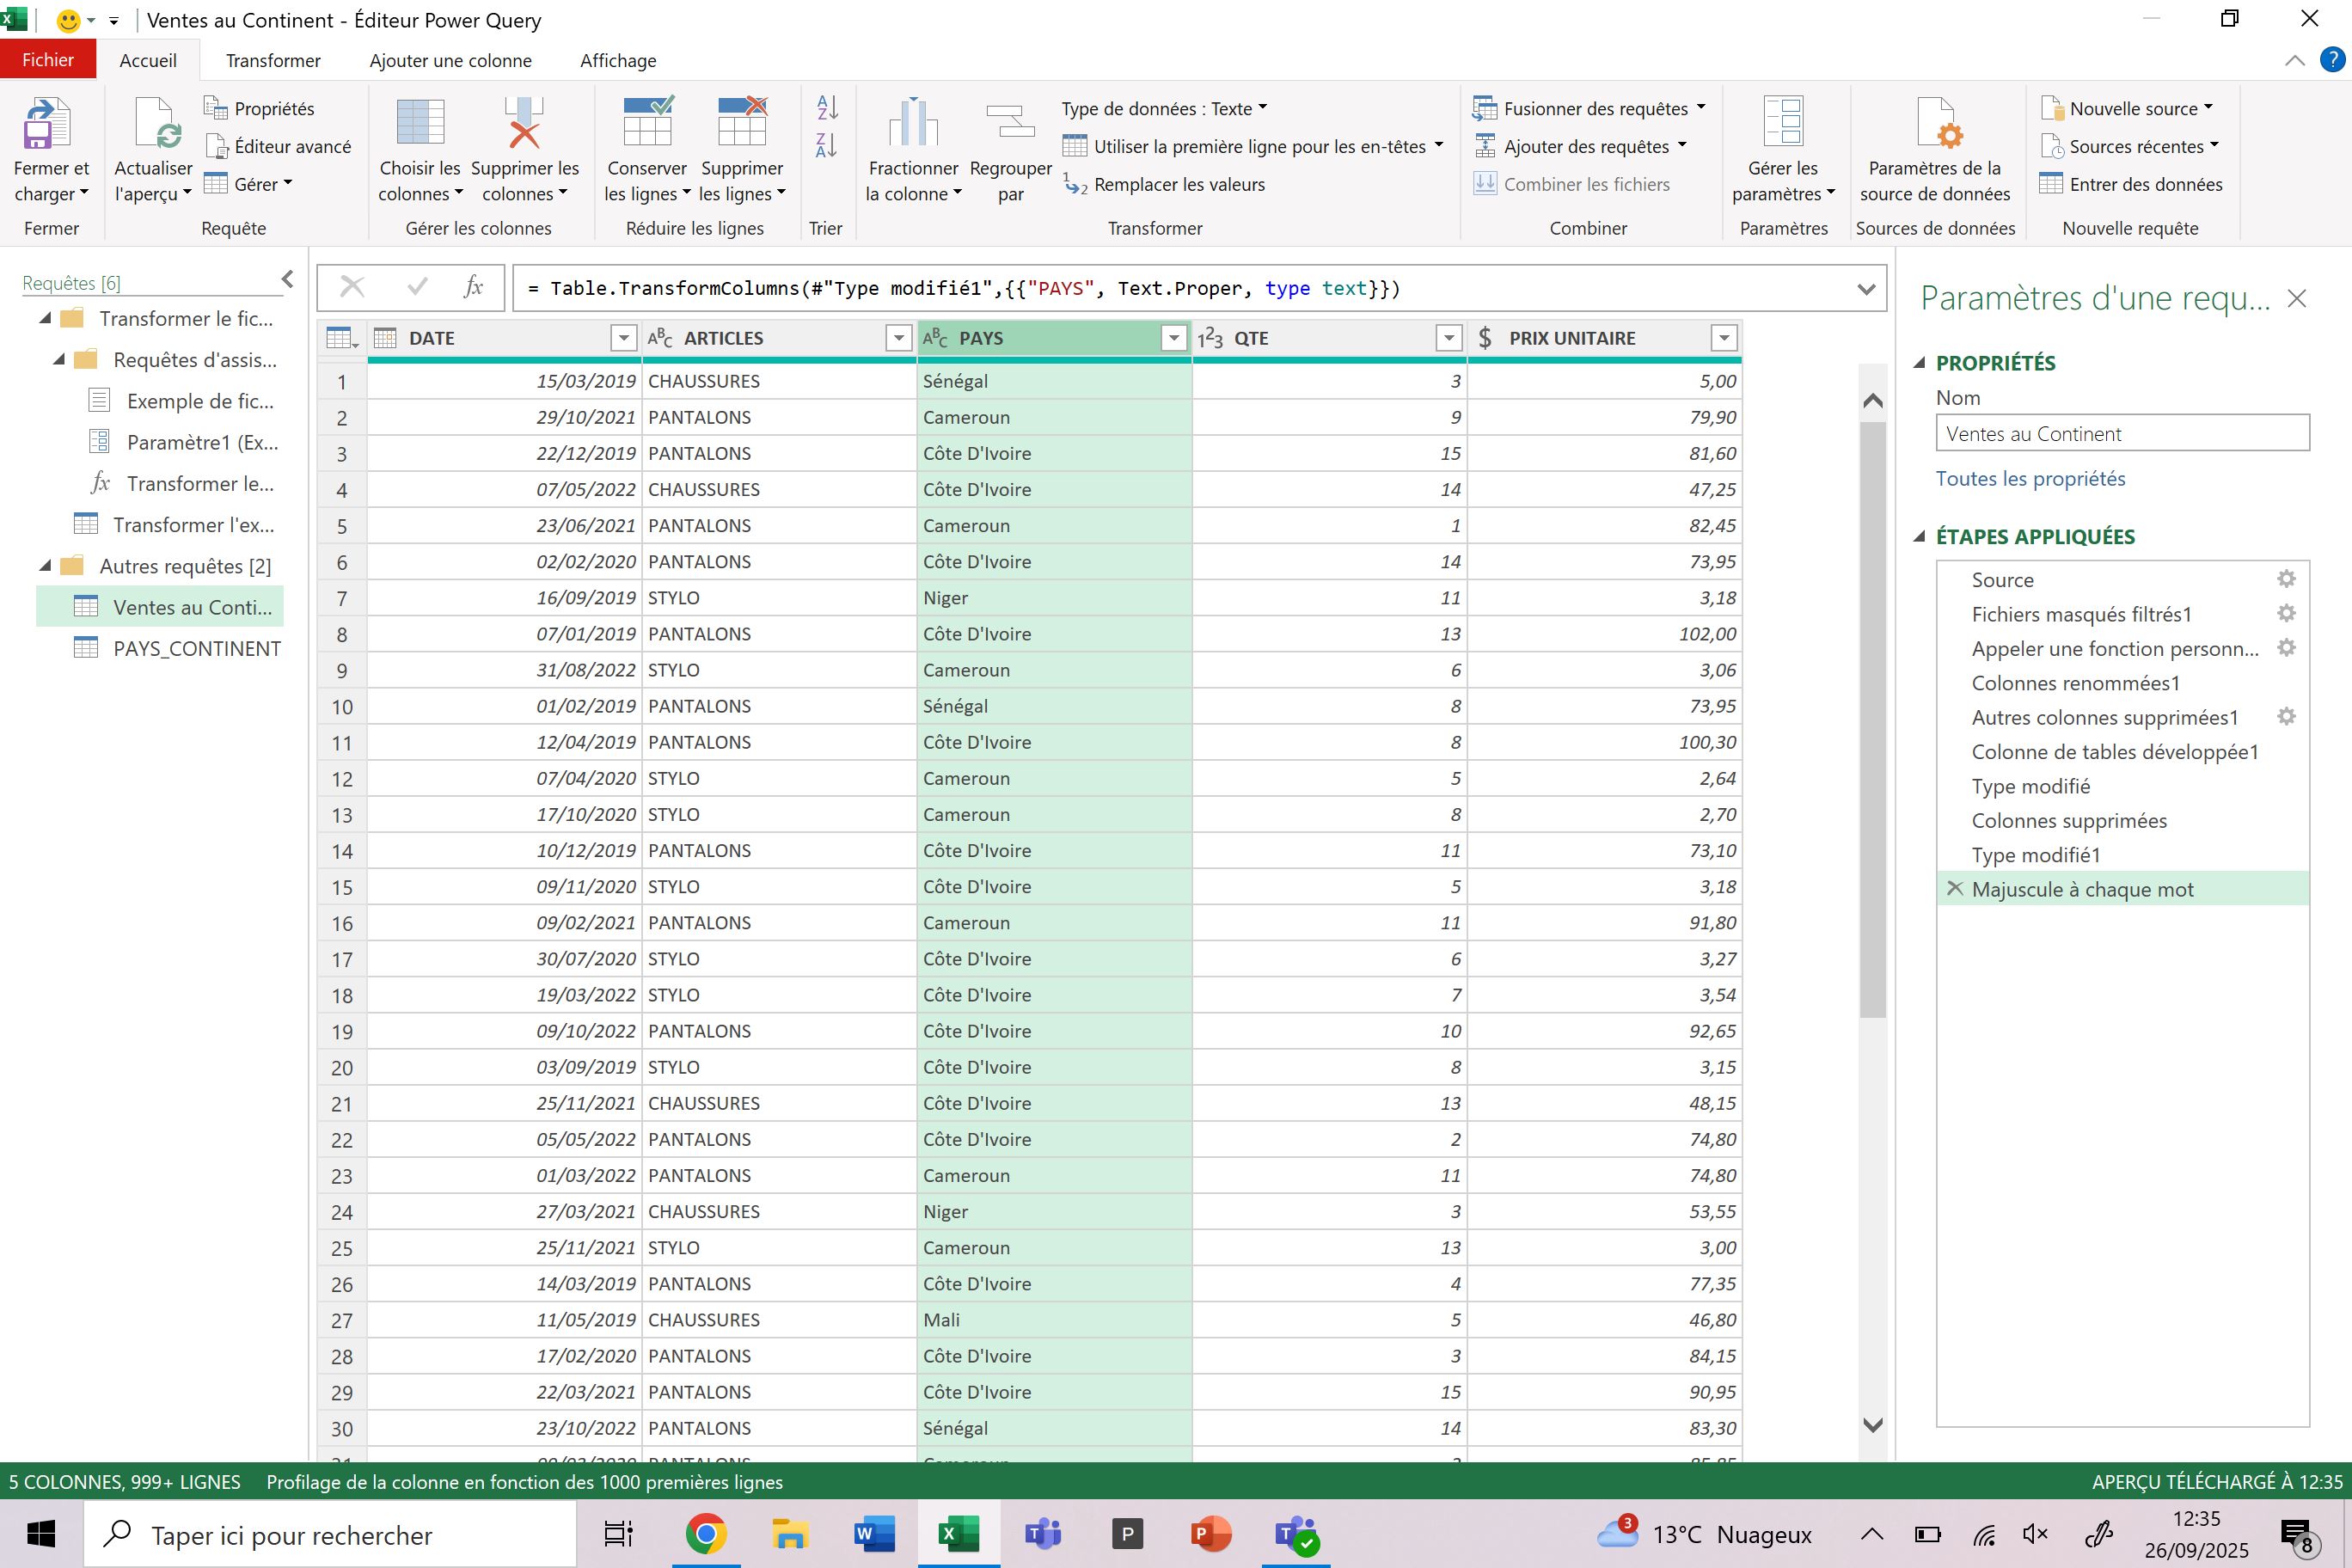 Ventes au Continent - Éditeur Power Query
Fichier Accueil Transformer Ajouter une colonne Affichage
Fermer et charger
Fermer
Actualiser l'aperçu
Propriétés
Éditeur avancé
Gérer
Requête
Choisir les colonnes
Supprimer les colonnes
Gérer les colonnes
Conserver les lignes
Supprimer les lignes
Réduire les lignes
Trier
Fractionner la colonne
Regrouper par
Type de données : Texte
Utiliser la première ligne pour les en-têtes
Remplacer les valeurs
Transformer
Fusionner des requêtes
Ajouter des requêtes
Combiner les fichiers
Combiner
Gérer les paramètres
Paramètres
Paramètres de la source de données
Sources de données
Nouvelle source
Sources récentes
Entrer des données
Nouvelle requête
Requêtes [6]
Transformer le fic...
Requêtes d'assis...
Exemple de fic...
Paramètre1 (Ex...
fx Transformer le...
Transformer l'ex...
Autres requêtes [2]
Ventes au Conti...
PAYS_CONTINENT
fx = Table.TransformColumns(#"Type modifié1",{{"PAYS", Text.Proper, type text}})
DATE ABC ARTICLES ABC PAYS 123 QTE $ PRIX UNITAIRE
1 15/03/2019 CHAUSSURES Sénégal 3 5,00
2 29/10/2021 PANTALONS Cameroun 9 79,90
3 22/12/2019 PANTALONS Côte D'Ivoire 15 81,60
4 07/05/2022 CHAUSSURES Côte D'Ivoire 14 47,25
5 23/06/2021 PANTALONS Cameroun 1 82,45
6 02/02/2020 PANTALONS Côte D'Ivoire 14 73,95
7 16/09/2019 STYLO Niger 11 3,18
8 07/01/2019 PANTALONS Côte D'Ivoire 13 102,00
9 31/08/2022 STYLO Cameroun 6 3,06
10 01/02/2019 PANTALONS Sénégal 8 73,95
11 12/04/2019 PANTALONS Côte D'Ivoire 8 100,30
12 07/04/2020 STYLO Cameroun 5 2,64
13 17/10/2020 STYLO Cameroun 8 2,70
14 10/12/2019 PANTALONS Côte D'Ivoire 11 73,10
15 09/11/2020 STYLO Côte D'Ivoire 5 3,18
16 09/02/2021 PANTALONS Cameroun 11 91,80
17 30/07/2020 STYLO Côte D'Ivoire 6 3,27
18 19/03/2022 STYLO Côte D'Ivoire 7 3,54
19 09/10/2022 PANTALONS Côte D'Ivoire 10 92,65
20 03/09/2019 STYLO Côte D'Ivoire 8 3,15
21 25/11/2021 CHAUSSURES Côte D'Ivoire 13 48,15
22 05/05/2022 PANTALONS Côte D'Ivoire 2 74,80
23 01/03/2022 PANTALONS Cameroun 11 74,80
24 27/03/2021 CHAUSSURES Niger 3 53,55
25 25/11/2021 STYLO Cameroun 13 3,00
26 14/03/2019 PANTALONS Côte D'Ivoire 4 77,35
27 11/05/2019 CHAUSSURES Mali 5 46,80
28 17/02/2020 PANTALONS Côte D'Ivoire 3 84,15
29 22/03/2021 PANTALONS Côte D'Ivoire 15 90,95
30 23/10/2022 PANTALONS Sénégal 14 83,30
Paramètres d'une requ...
PROPRIÉTÉS
Nom
Ventes au Continent
Toutes les propriétés
ÉTAPES APPLIQUÉES
Source
Fichiers masqués filtrés1
Appeler une fonction personn...
Colonnes renommées1
Autres colonnes supprimées1
Colonne de tables développée1
Type modifié
Colonnes supprimées
Type modifié1
Majuscule à chaque mot
5 COLONNES, 999+ LIGNES Profilage de la colonne en fonction des 1000 premières lignes APERÇU TÉLÉCHARGÉ À 12:35
Taper ici pour rechercher
3 13°C Nuageux
12:35
26/09/2025
8